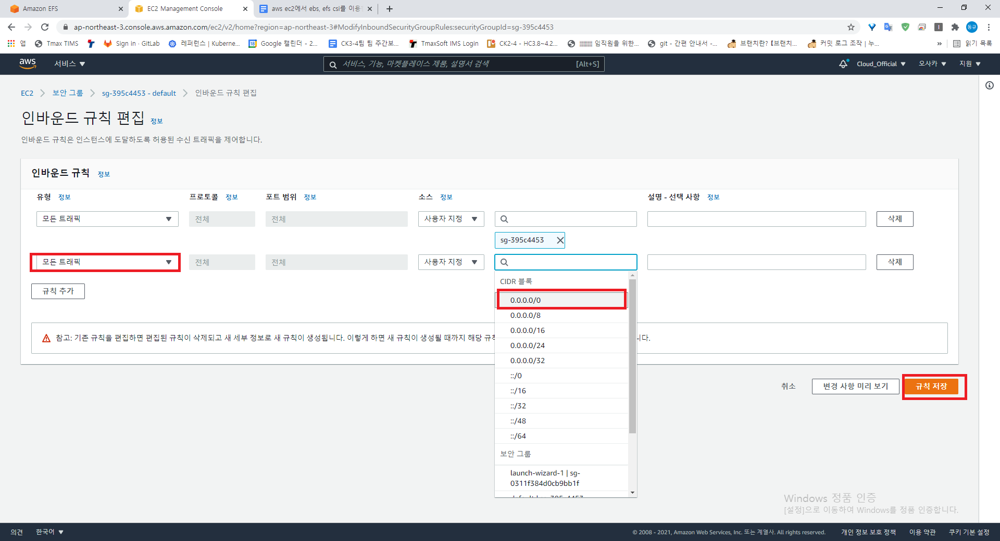 Amazon EFS
EC2 Management Console
aws ec2에서 ebs, efs csi를 이용
ap-northeast-3.console.aws.amazon.com/ec2/v2/home?region=ap-northeast-3#ModifyInboundSecurityGroupRules:securityGroupId=sg-395c4453
동규
앱
Tmax TIMS
Sign in · GitLab
레퍼런스 | Kuberne...
Google 캘린더 - 2...
CK3-4팀 팀 주간보...
TmaxSoft IMS Login
CK2-4 - HC3.8~4.2...
임직원을 위한...
git - 간편 안내서 -...
브랜치란? 【브랜치...
커밋 로그 조작 | 누...
»
읽기 목록
aws
서비스
서비스, 기능, 마켓플레이스 제품, 설명서 검색
[Alt+S]
Cloud_Official
오사카
지원
EC2
보안 그룹
sg-395c4453 - default
인바운드 규칙 편집
인바운드 규칙 편집 정보
인바운드 규칙은 인스턴스에 도달하도록 허용된 수신 트래픽을 제어합니다.
인바운드 규칙 정보
유형 정보
프로토콜 정보
포트 범위 정보
소스 정보
설명 - 선택 사항 정보
모든 트래픽
전체
전체
사용자 지정
삭제
sg-395c4453
모든 트래픽
전체
전체
사용자 지정
삭제
규칙 추가
CIDR 블록
0.0.0.0/0
0.0.0.0/8
0.0.0.0/16
0.0.0.0/24
0.0.0.0/32
::/0
::/16
::/32
::/48
::/64
보안 그룹
launch-wizard-1 | sg-
0311f384d0cb9bb1f
참고: 기존 규칙을 편집하면 편집된 규칙이 삭제되고 새 세부 정보로 새 규칙이 생성됩니다. 이렇게 하면 새 규칙이 생성될 때까지 해당 규칙
니다.
취소
변경 사항 미리 보기
규칙 저장
Windows 정품 인증
[설정]으로 이동하여 Windows를 정품 인증합니다.
의견
한국어
© 2008 - 2021, Amazon Web Services, Inc. 또는 계열사. All rights reserved.
개인 정보 보호 정책
이용 약관
쿠키 기본 설정